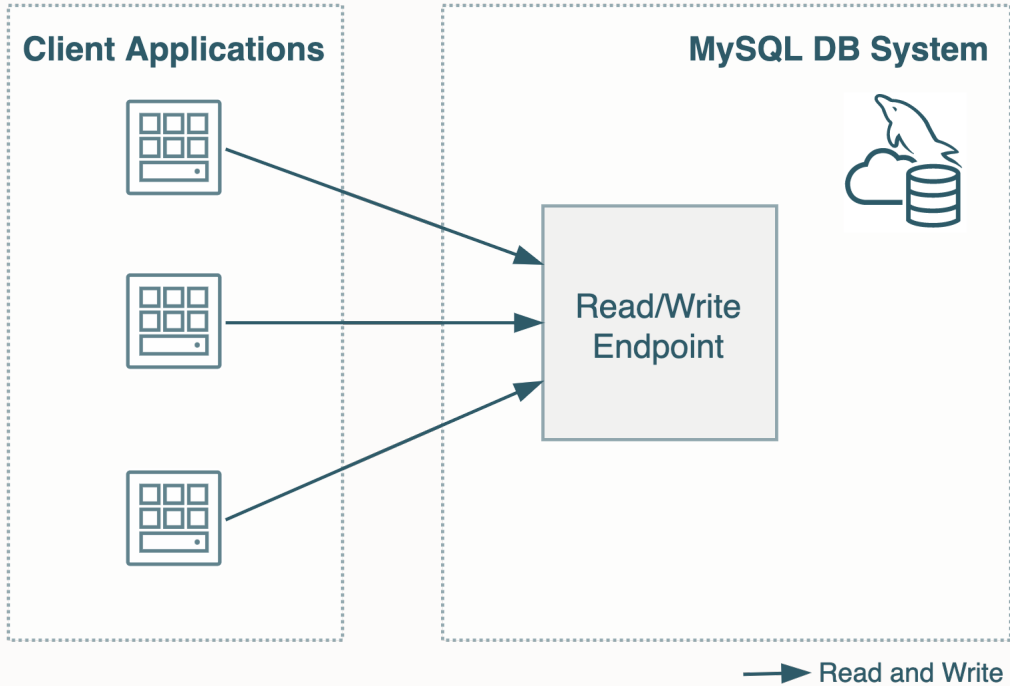 Client Applications
MySQL DB System
Read/Write
Endpoint
Read and Write